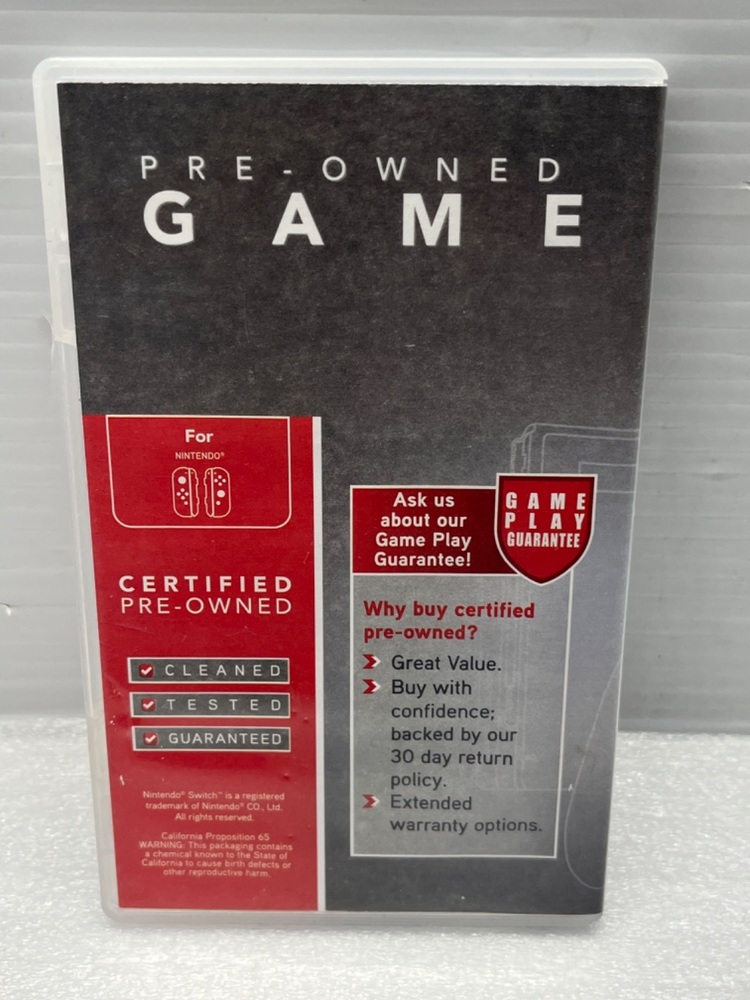 PRE-OWNED
GAME
For
NINTENDO®
CERTIFIED
PRE-OWNED
CLEANED
TESTED
GUARANTEED
Nintendo® Switch™ is a registered
trademark of Nintendo® CO., Ltd.
All rights reserved.
California Proposition 65
WARNING: This packaging contains
a chemical known to the State of
California to cause birth defects or
other reproductive harm.
Ask us
about our
Game Play
Guarantee!
GAME
PLAY
GUARANTEE
Why buy certified
pre-owned?
Great Value.
Buy with
confidence;
backed by our
30 day return
policy.
Extended
warranty options.